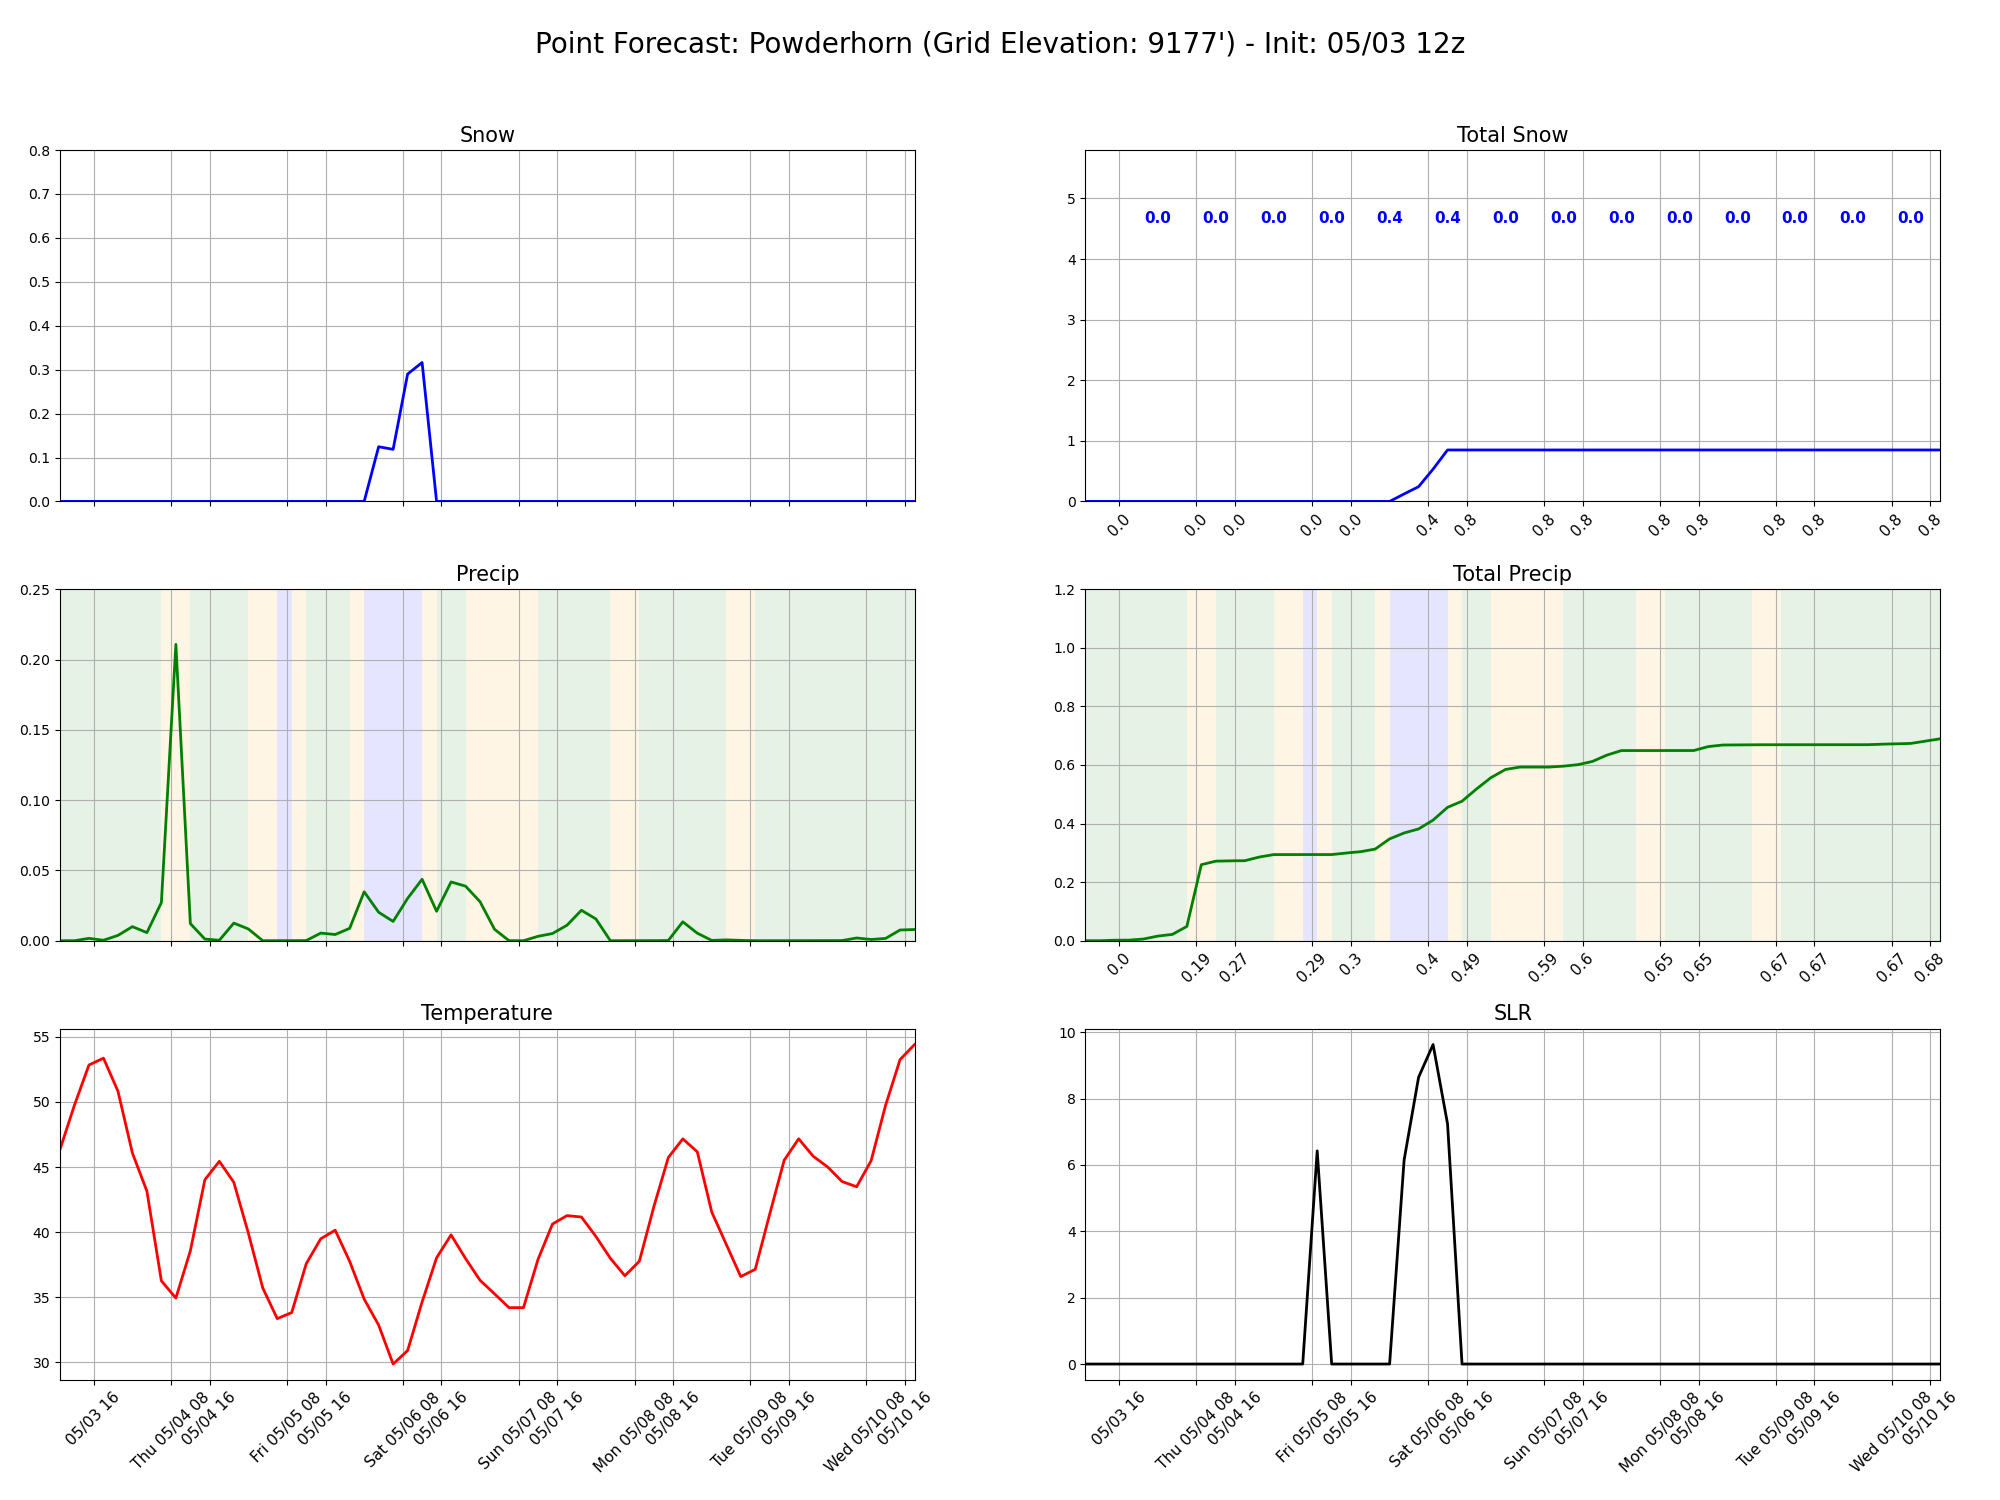 Point Forecast: Powderhorn (Grid Elevation: 9177') - Init: 05/03 12z
Snow
0.8
0.7
0.6
0.5
0.4
0.3
0.2
0.1
0.0
Total Snow
5
4
3
2
1
0
0.0 0.0 0.0 0.0 0.4 0.4 0.0 0.0 0.0 0.0 0.0 0.0 0.0 0.0
0.0 0.0 0.0 0.0 0.0 0.4 0.8 0.8 0.8 0.8 0.8 0.8 0.8 0.8 0.8
Precip
0.25
0.20
0.15
0.10
0.05
0.00
Total Precip
1.2
1.0
0.8
0.6
0.4
0.2
0.0
0.0 0.19 0.27 0.29 0.3 0.4 0.49 0.59 0.6 0.65 0.65 0.67 0.67 0.67 0.68
Temperature
55
50
45
40
35
30
05/03 16
Thu 05/04 08
05/04 16
Fri 05/05 08
05/05 16
Sat 05/06 08
05/06 16
Sun 05/07 08
05/07 16
Mon 05/08 08
05/08 16
Tue 05/09 08
05/09 16
Wed 05/10 08
05/10 16
SLR
10
8
6
4
2
0
05/03 16
Thu 05/04 08
05/04 16
Fri 05/05 08
05/05 16
Sat 05/06 08
05/06 16
Sun 05/07 08
05/07 16
Mon 05/08 08
05/08 16
Tue 05/09 08
05/09 16
Wed 05/10 08
05/10 16